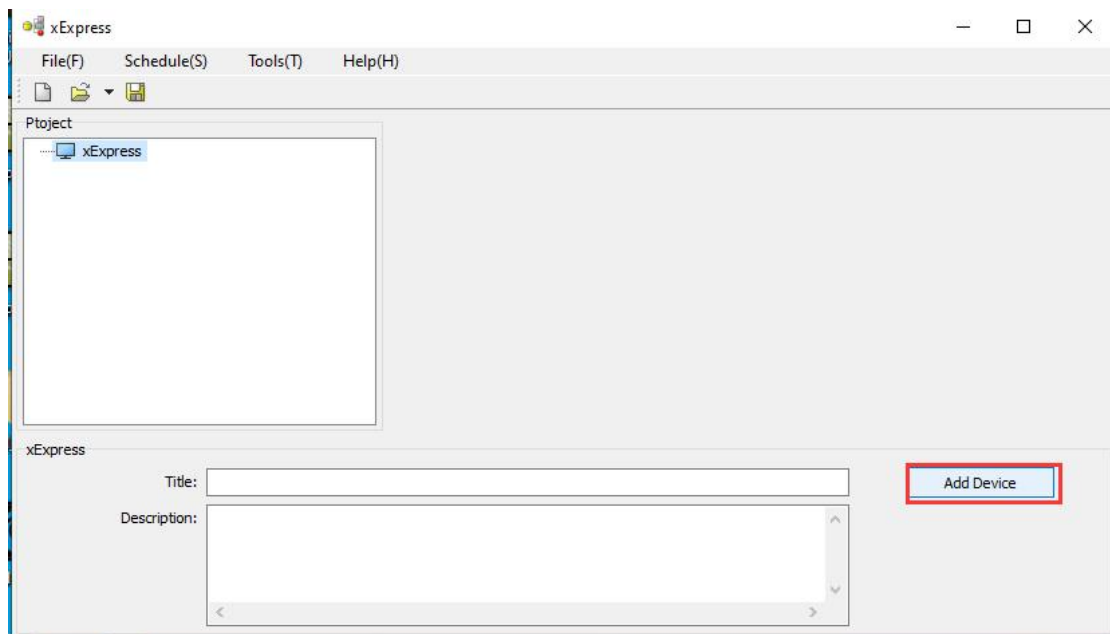 xExpress
File(F) Schedule(S) Tools(T) Help(H)
Ptoject
xExpress
xExpress
Title:
Add Device
Description: